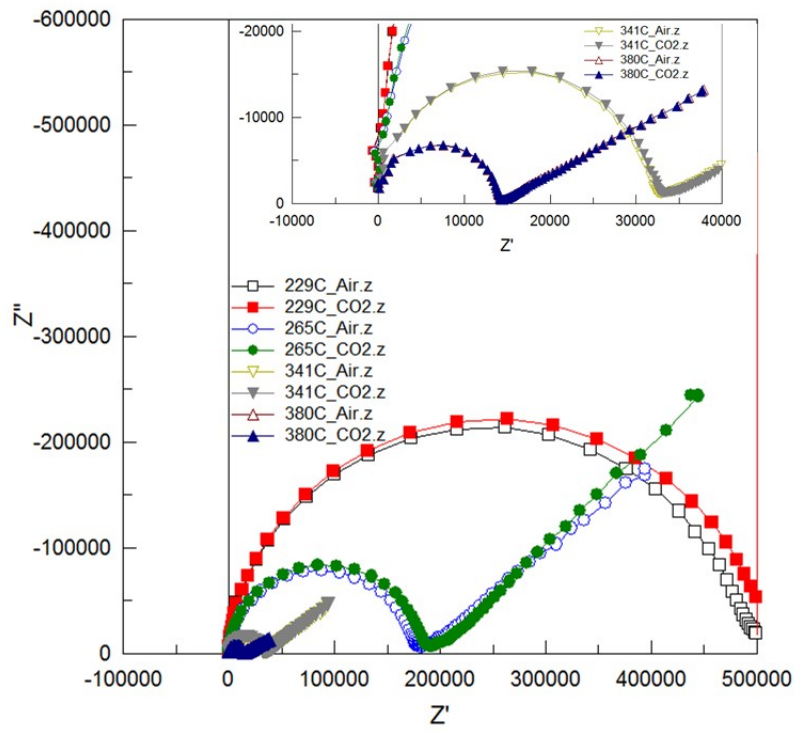 -600000
-500000
-400000
-300000
-200000
-100000
0
Z"
-100000
0
100000
200000
300000
400000
500000
Z'
229C_Air.z
229C_CO2.z
265C_Air.z
265C_CO2.z
341C_Air.z
341C_CO2.z
380C_Air.z
380C_CO2.z
-20000
-10000
0
-10000
0
10000
20000
30000
40000
Z'
341C_Air.z
341C_CO2.z
380C_Air.z
380C_CO2.z